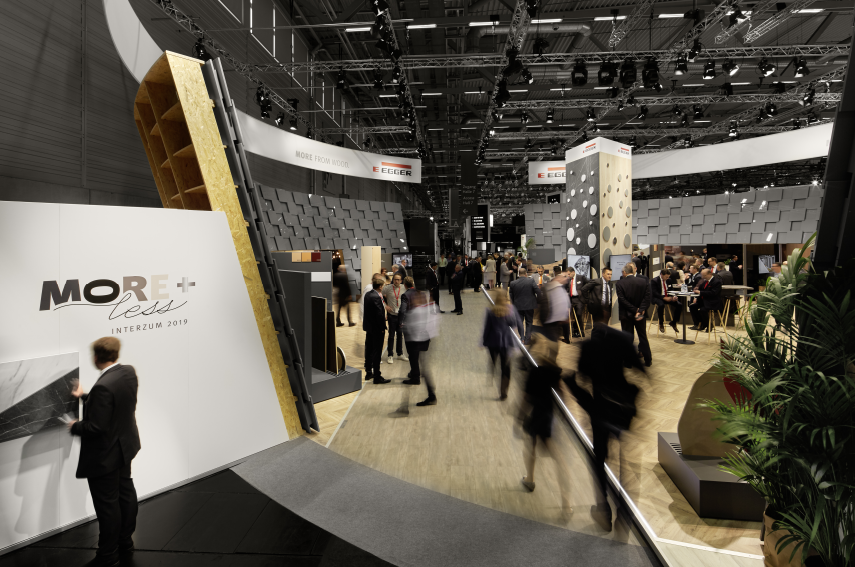 MORE FROM WOOD.
E EGGER
E EGGER
MORE +
less
INTERZUM 2019